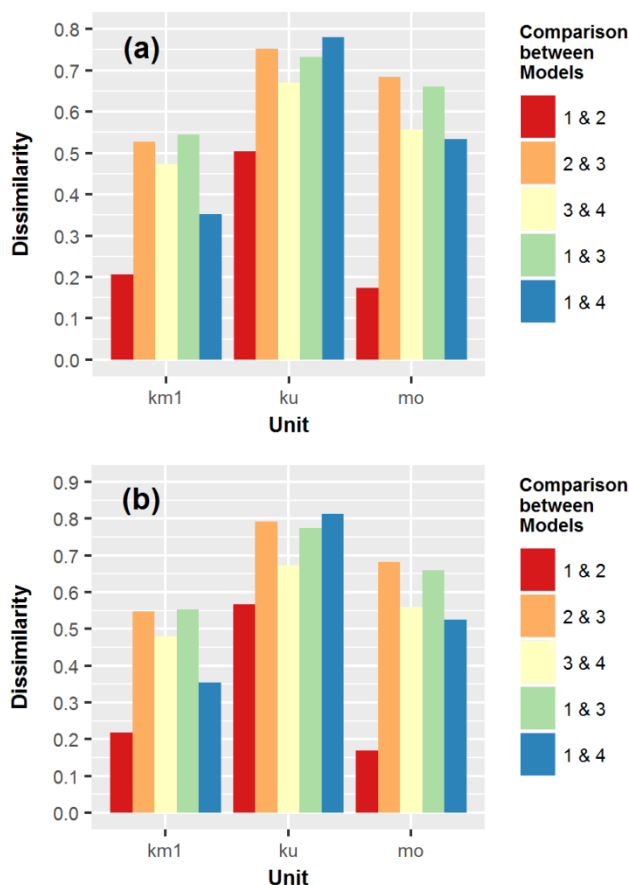 (a)
0.8
0.7
0.6
0.5
0.4
0.3
0.2
0.1
0.0
Dissimilarity
km1 ku mo
Unit
Comparison
between
Models
1 & 2
2 & 3
3 & 4
1 & 3
1 & 4
(b)
0.9
0.8
0.7
0.6
0.5
0.4
0.3
0.2
0.1
0.0
Dissimilarity
km1 ku mo
Unit
Comparison
between
Models
1 & 2
2 & 3
3 & 4
1 & 3
1 & 4